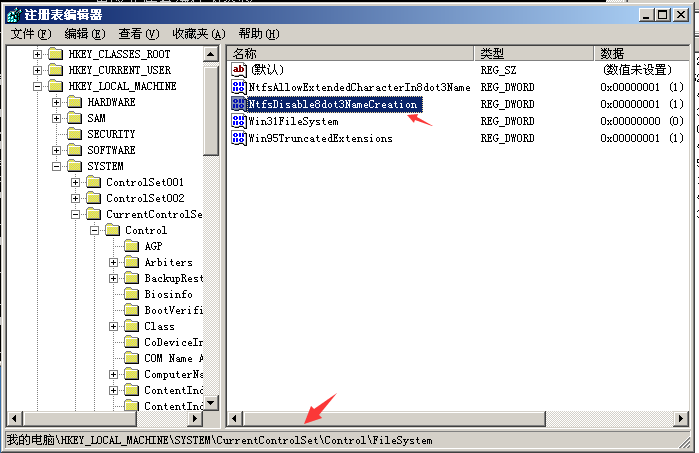 注册表编辑器
文件(F) 编辑(E) 查看(V) 收藏夹(A) 帮助(H)
HKEY_CLASSES_ROOT
HKEY_CURRENT_USER
HKEY_LOCAL_MACHINE
HARDWARE
SAM
SECURITY
SOFTWARE
SYSTEM
ControlSet001
ControlSet002
CurrentControlSe
Control
AGP
Arbiters
BackupRest
Biosinfo
BootVerifi
Class
CoDeviceIn
COM Name A
ComputerNa
ContentInd
ContentInd
名称 类型 数据
(默认) REG_SZ (数值未设置)
NtfsAllowExtendedCharacterIn8dot3Name REG_DWORD 0x00000001 (1)
NtfsDisable8dot3NameCreation REG_DWORD 0x00000001 (1)
Win31FileSystem REG_DWORD 0x00000000 (0)
Win95TruncatedExtensions REG_DWORD 0x00000001 (1)
我的电脑\HKEY_LOCAL_MACHINE\SYSTEM\CurrentControlSet\Control\FileSystem